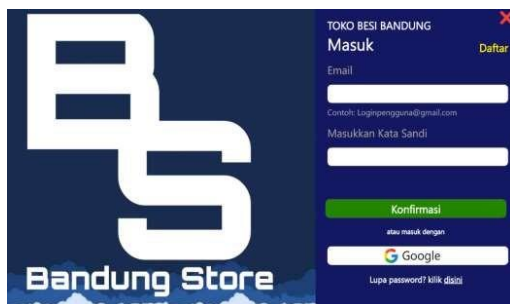 BS
Bandung Store
TOKO BESI BANDUNG
Masuk
Daftar
Email
Contoh: Loginpengguna@gmail.com
Masukkan Kata Sandi
Konfirmasi
atau masuk dengan
Google
Lupa password? kilik disini